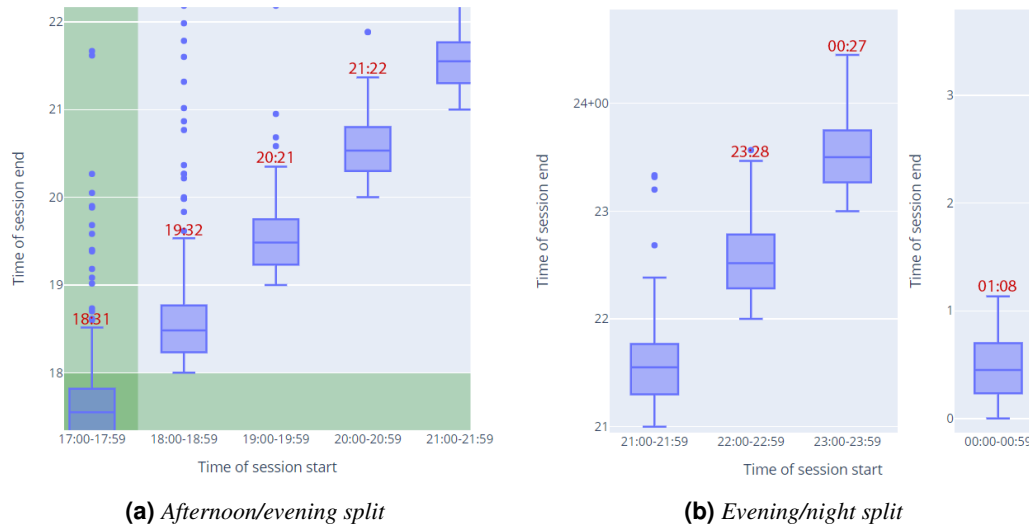 22
21
20
19
18
Time of session end
18:31
19:32
20:21
21:22
17:00-17:59 18:00-18:59 19:00-19:59 20:00-20:59 21:00-21:59
Time of session start
(a) Afternoon/evening split
24+00
23
22
21
Time of session end
23:28
00:27
21:00-21:59 22:00-22:59 23:00-23:59
Time of session start
3
1
0
Time of session end
01:08
00:00-00:59
(b) Evening/night split